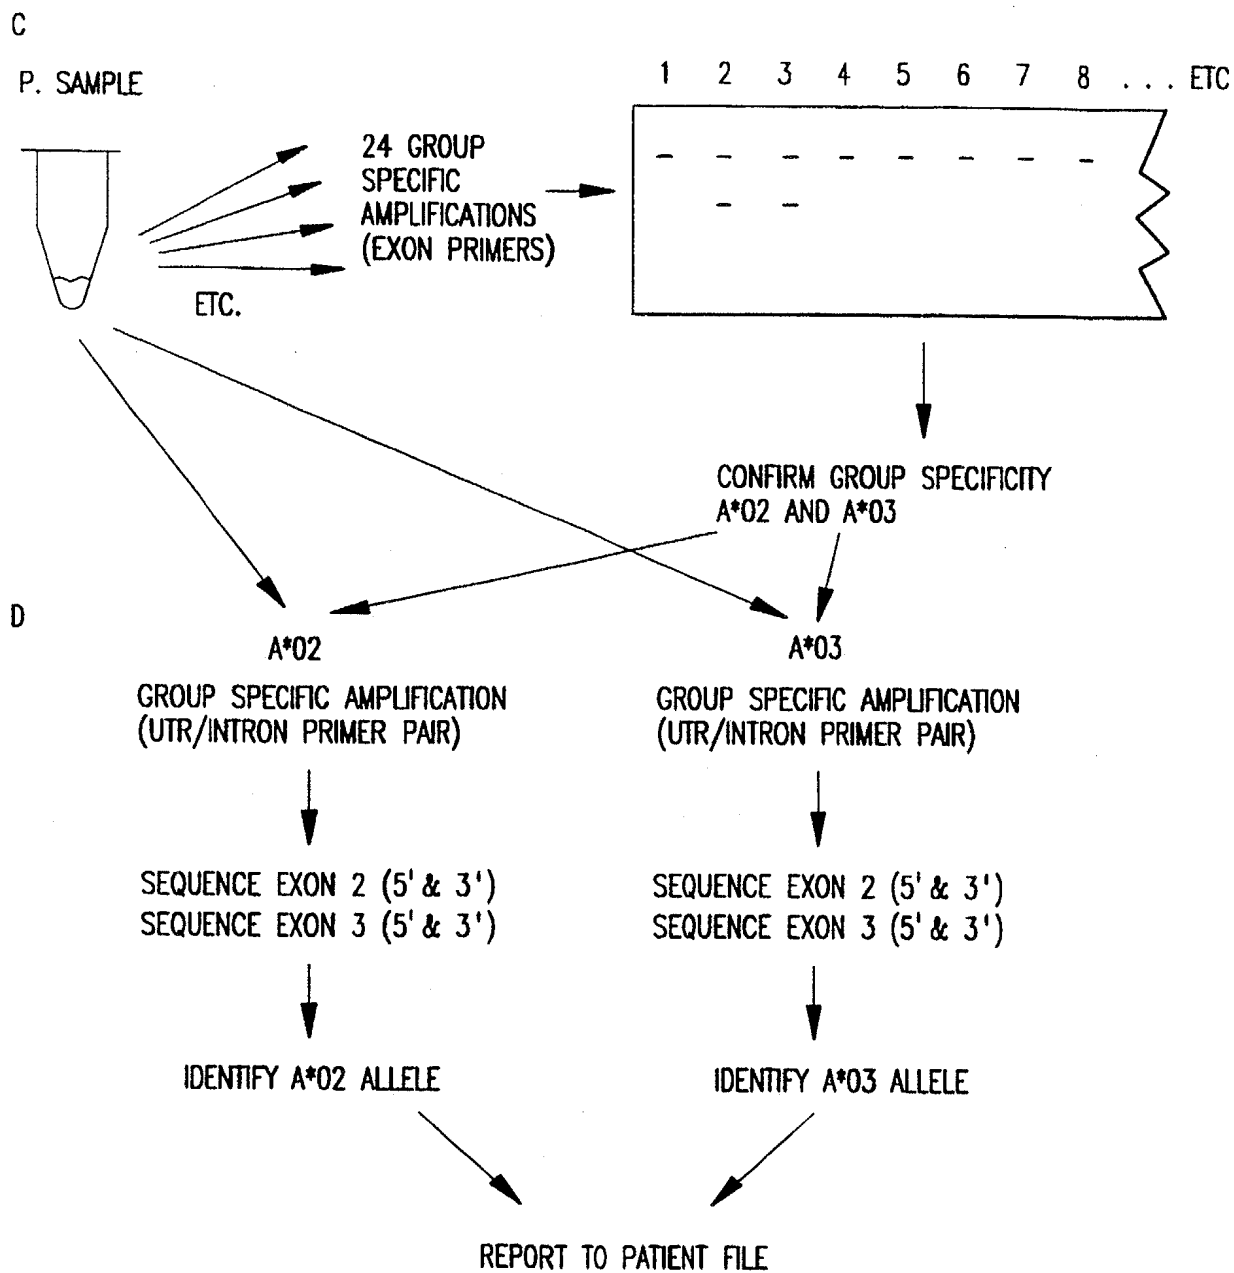 C
P. SAMPLE
24 GROUP
SPECIFIC
AMPLIFICATIONS
(EXON PRIMERS)
ETC.
1 2 3 4 5 6 7 8 . . . ETC
CONFIRM GROUP SPECIFICITY
A*02 AND A*03
D
A*02
GROUP SPECIFIC AMPLIFICATION
(UTR/INTRON PRIMER PAIR)
SEQUENCE EXON 2 (5' & 3')
SEQUENCE EXON 3 (5' & 3')
IDENTIFY A*02 ALLELE
A*03
GROUP SPECIFIC AMPLIFICATION
(UTR/INTRON PRIMER PAIR)
SEQUENCE EXON 2 (5' & 3')
SEQUENCE EXON 3 (5' & 3')
IDENTIFY A*03 ALLELE
REPORT TO PATIENT FILE